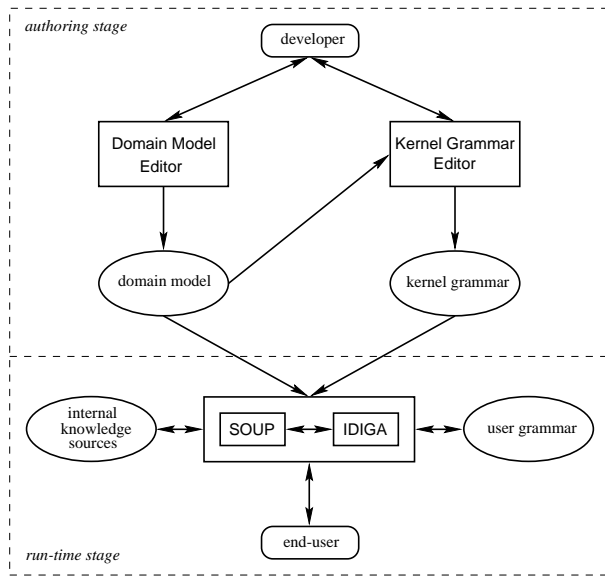 authoring stage
developer
Domain Model
Editor
Kernel Grammar
Editor
domain model
kernel grammar
internal
knowledge
sources
SOUP
IDIGA
user grammar
end-user
run-time stage